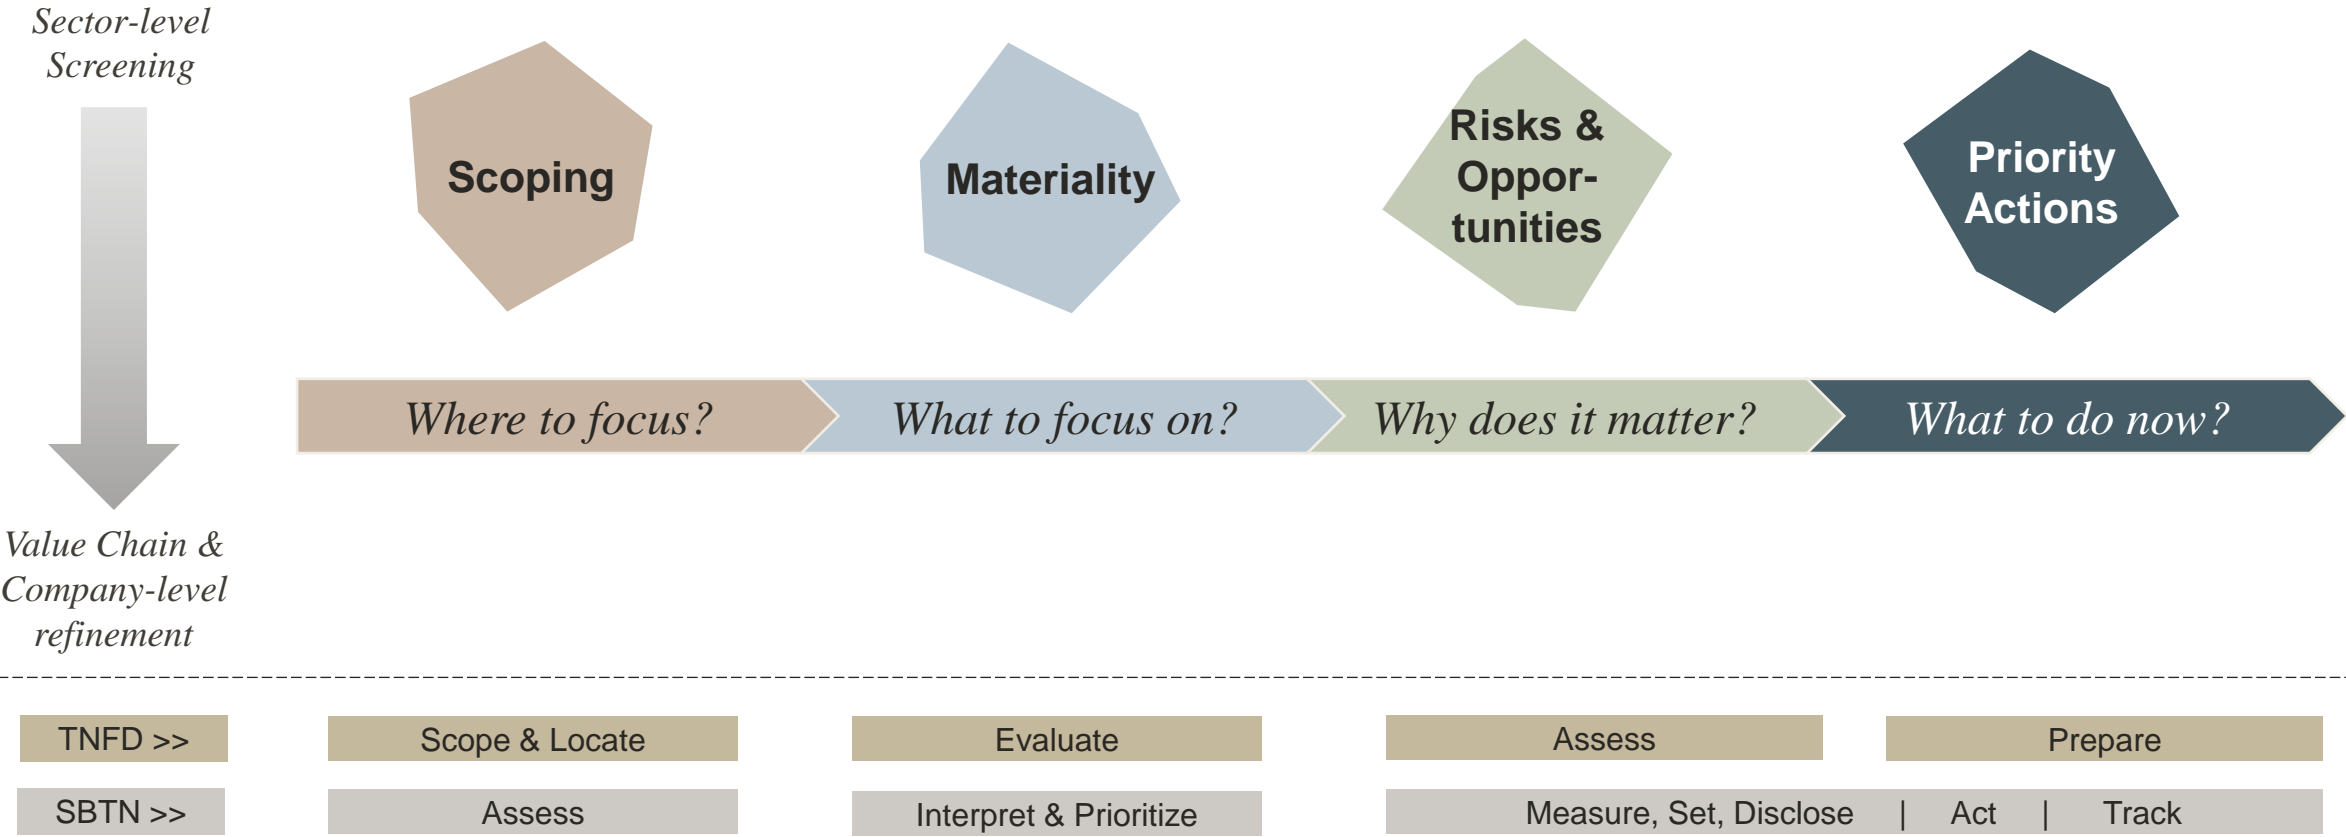 Sector-level
Screening
Scoping
Materiality
Risks &
Oppor-
tunities
Priority
Actions
Where to focus?
What to focus on?
Why does it matter?
What to do now?
Value Chain &
Company-level
refinement
TNFD >>
Scope & Locate
Evaluate
Assess
Prepare
SBTN >>
Assess
Interpret & Prioritize
Measure, Set, Disclose | Act | Track